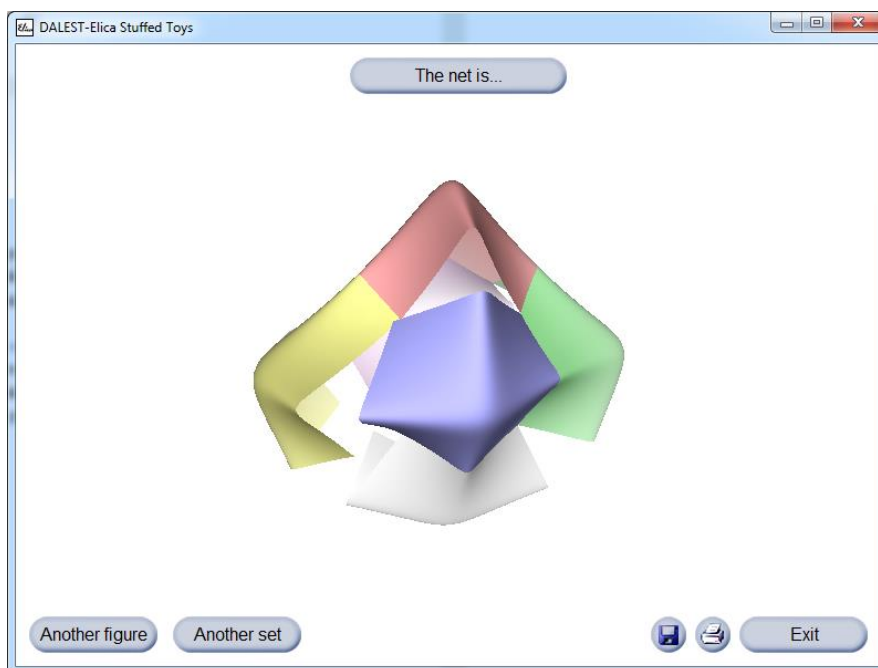 DALEST-Elica Stuffed Toys
The net is...
Another figure
Another set
Exit